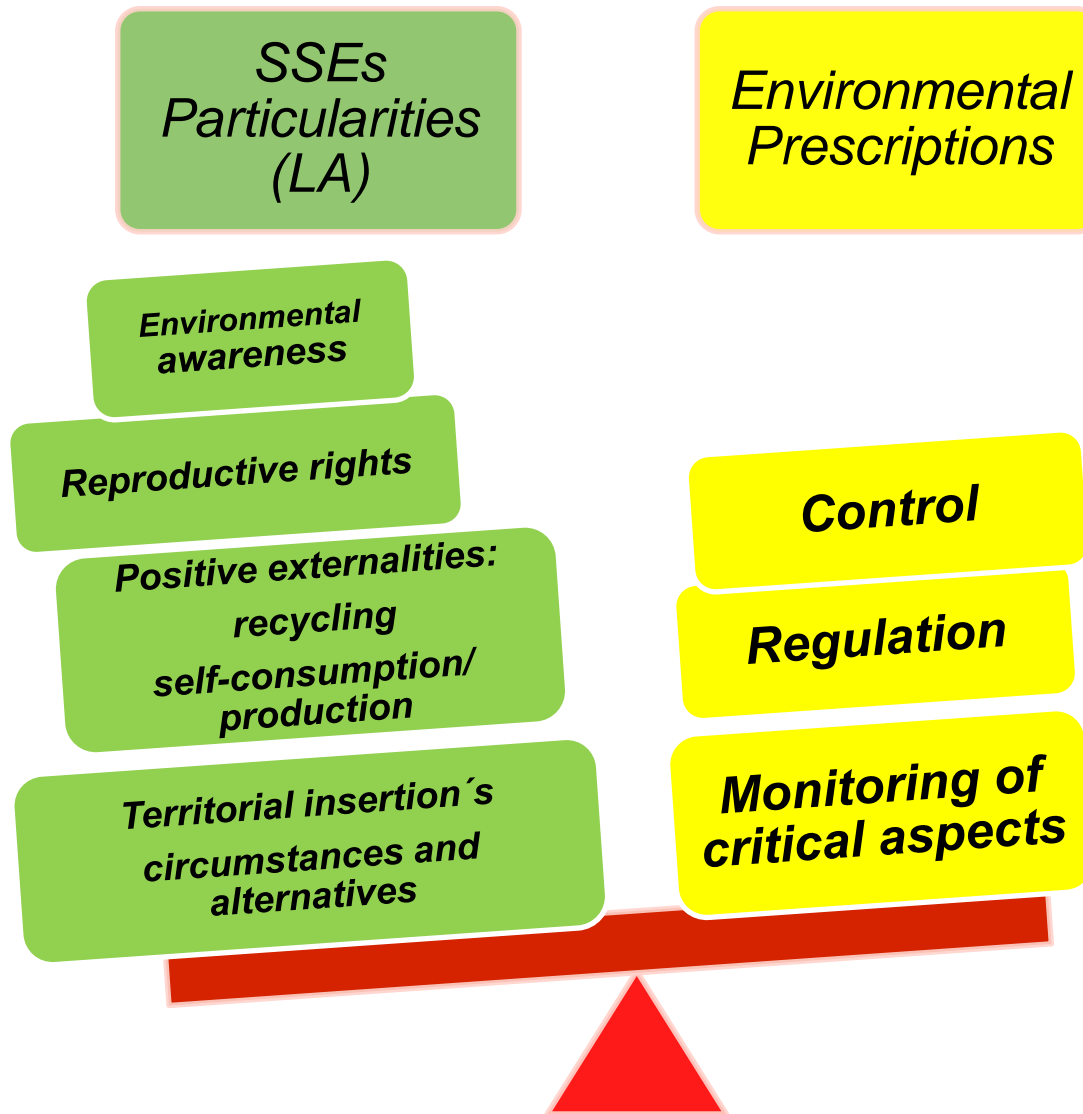 SSEs
Particularities
(LA)
Environmental
Prescriptions
Environmental
awareness
Reproductive rights
Positive externalities:
recycling
self-consumption/
production
Territorial insertion´s
circumstances and
alternatives
Control
Regulation
Monitoring of
critical aspects